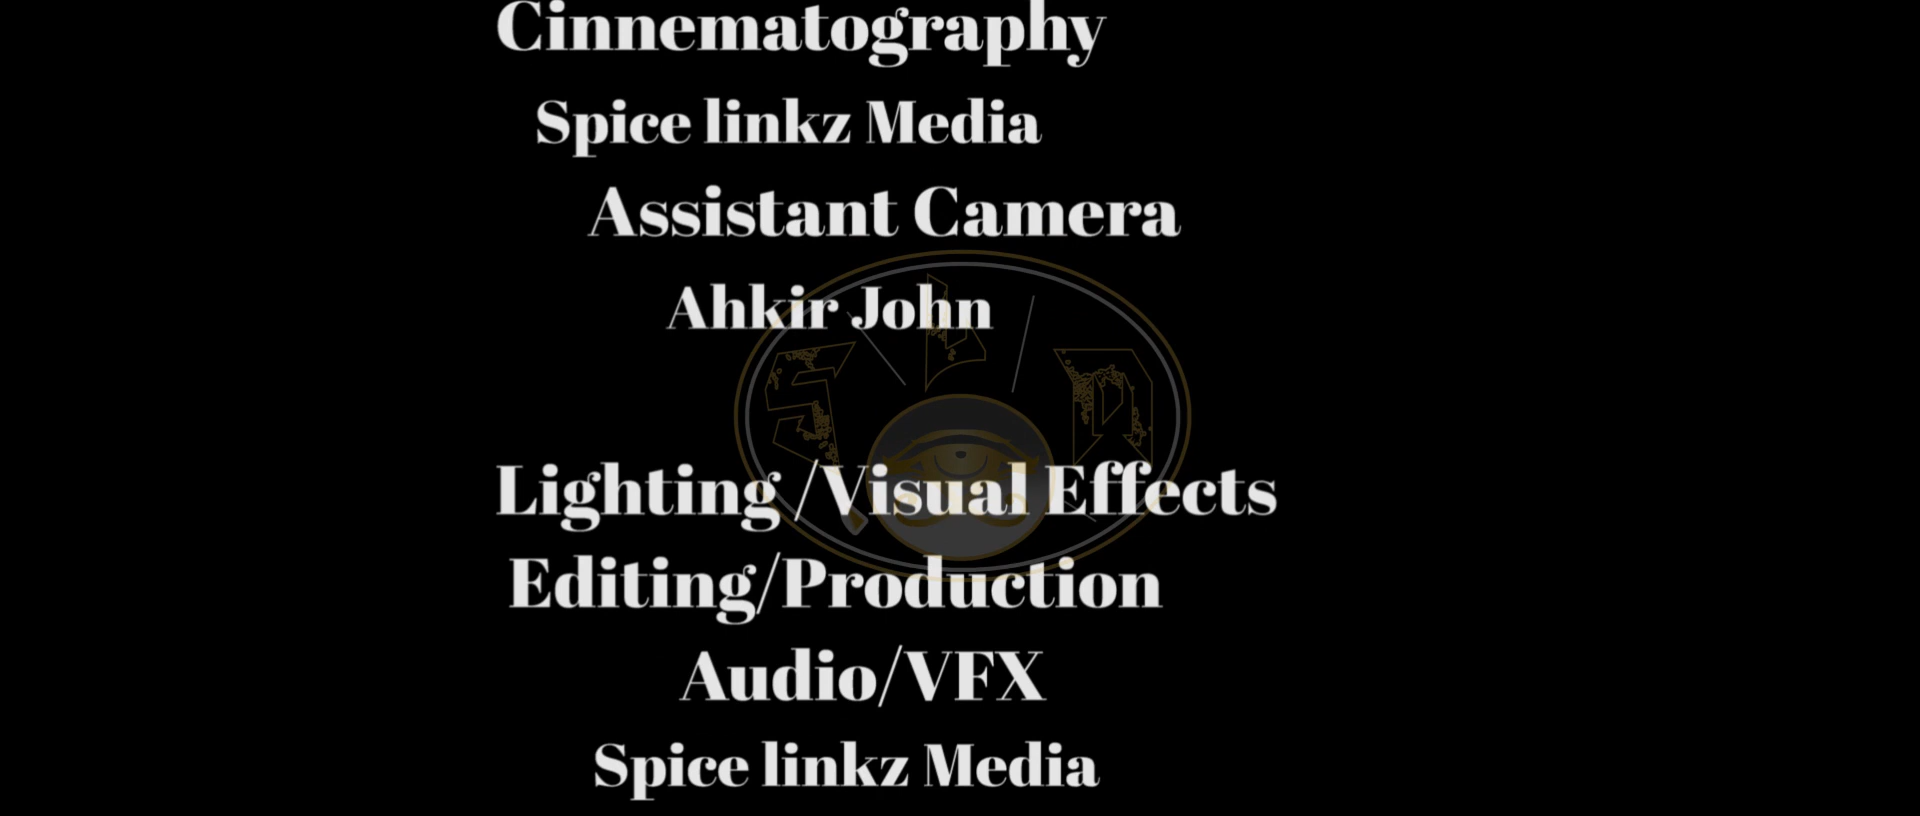 Cinnematography
Spice linkz Media
Assistant Camera
Ahkir John
Lighting /Visual Effects
Editing/Production
Audio/VFX
Spice linkz Media